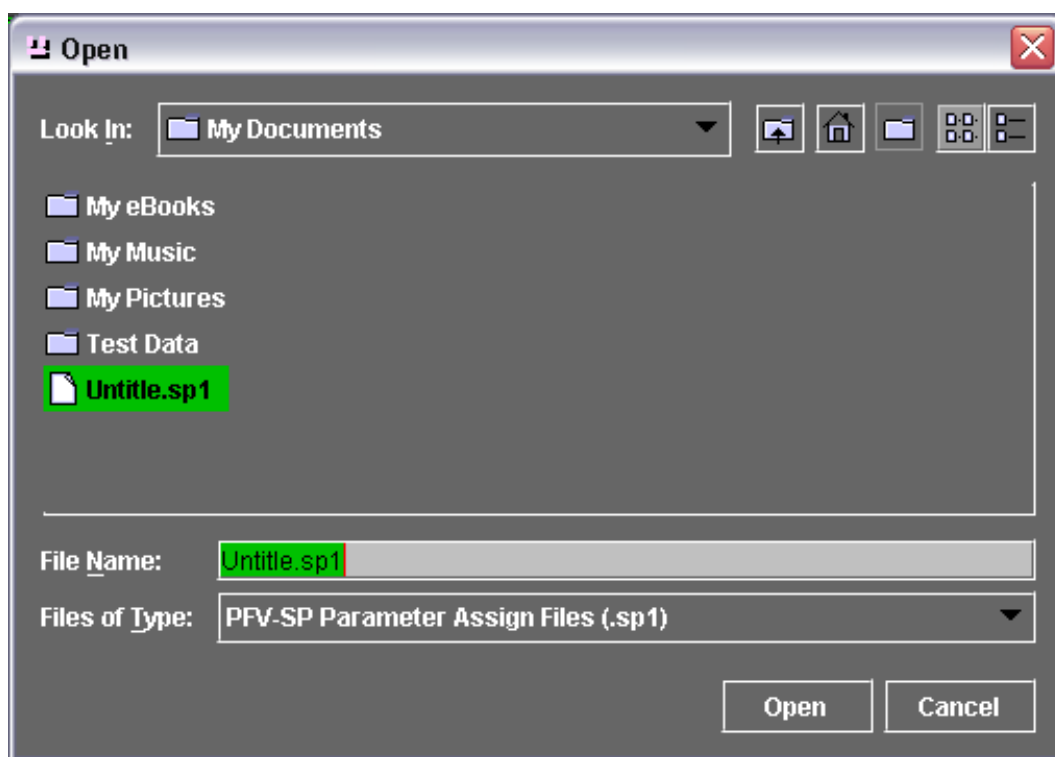 Open
Look In: My Documents
My eBooks
My Music
My Pictures
Test Data
Untitle.sp1
File Name: Untitle.sp1
Files of Type: PFV-SP Parameter Assign Files (.sp1)
Open Cancel